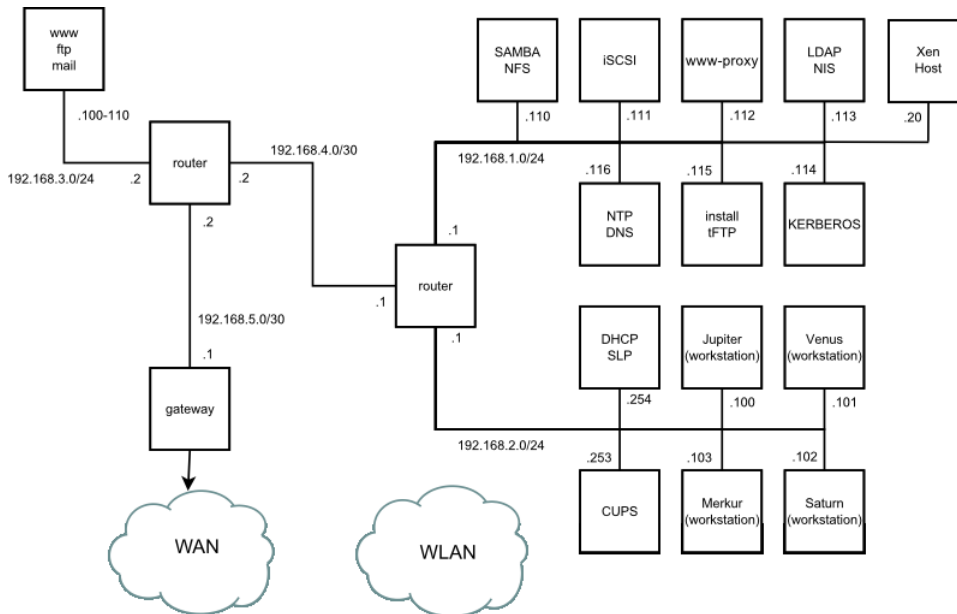 www
ftp
mail
.100-110
192.168.3.0/24
.2
router
.2
192.168.4.0/30
.2
192.168.5.0/30
.1
gateway
WAN
WLAN
.1
router
.1
.1
SAMBA
NFS
.110
iSCSI
.111
www-proxy
.112
LDAP
NIS
.113
Xen
Host
.20
192.168.1.0/24
.116
NTP
DNS
.115
install
tFTP
.114
KERBEROS
DHCP
SLP
.254
Jupiter
(workstation)
.100
Venus
(workstation)
.101
192.168.2.0/24
.253
CUPS
.103
Merkur
(workstation)
.102
Saturn
(workstation)